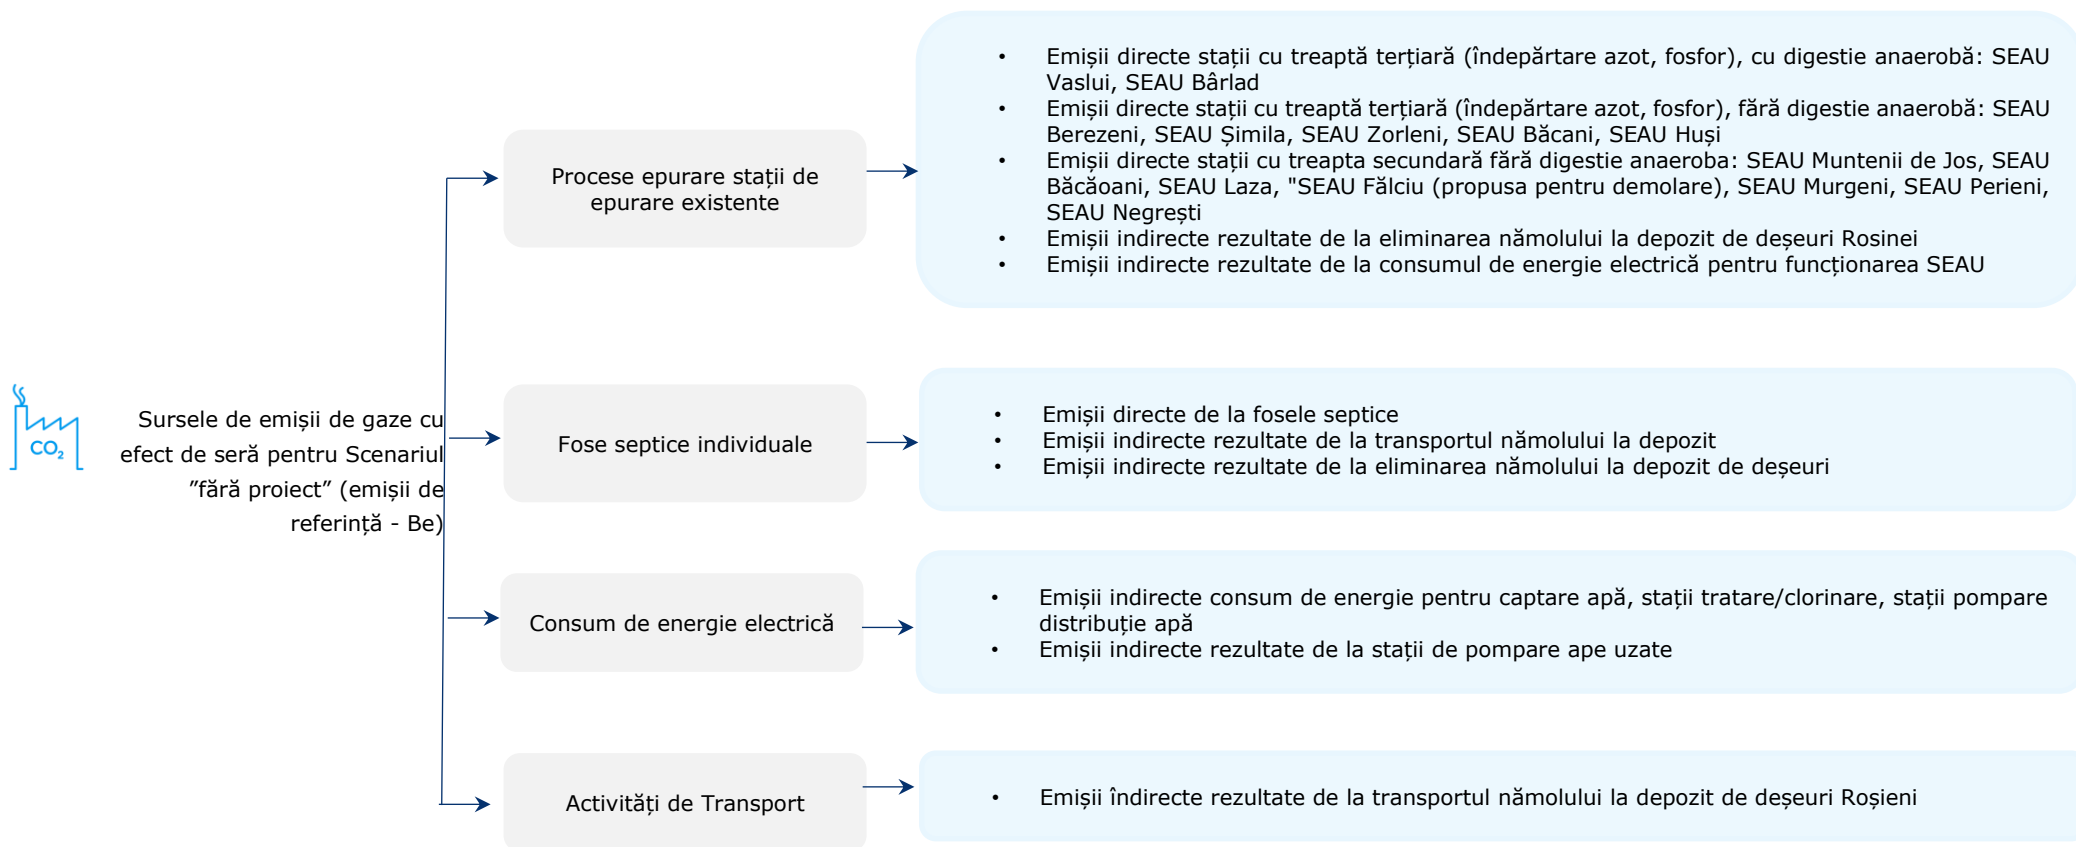 CO₂
Sursele de emișii de gaze cu
efect de seră pentru Scenariul
”fără proiect” (emișii de
referință - Be)
Procese epurare stații de
epurare existente
• Emișii directe stații cu treaptă terțiară (îndepărtare azot, fosfor), cu digestie anaerobă: SEAU
Vaslui, SEAU Bârlad
• Emișii directe stații cu treaptă terțiară (îndepărtare azot, fosfor), fără digestie anaerobă: SEAU
Berezeni, SEAU Șimila, SEAU Zorleni, SEAU Băcani, SEAU Huși
• Emișii directe stații cu treapta secundară fără digestie anaeroba: SEAU Muntenii de Jos, SEAU
Băcăoani, SEAU Laza, "SEAU Fălciu (propusa pentru demolare), SEAU Murgeni, SEAU Perieni,
SEAU Negrești
• Emișii indirecte rezultate de la eliminarea nămolului la depozit de deșeuri Rosinei
• Emișii indirecte rezultate de la consumul de energie electrică pentru funcționarea SEAU
Fose septice individuale
• Emișii directe de la fosele septice
• Emișii indirecte rezultate de la transportul nămolului la depozit
• Emișii indirecte rezultate de la eliminarea nămolului la depozit de deșeuri
Consum de energie electrică
• Emișii indirecte consum de energie pentru captare apă, stații tratare/clorinare, stații pompare
distribuție apă
• Emișii indirecte rezultate de la stații de pompare ape uzate
Activități de Transport
• Emișii îndirecte rezultate de la transportul nămolului la depozit de deșeuri Roșieni